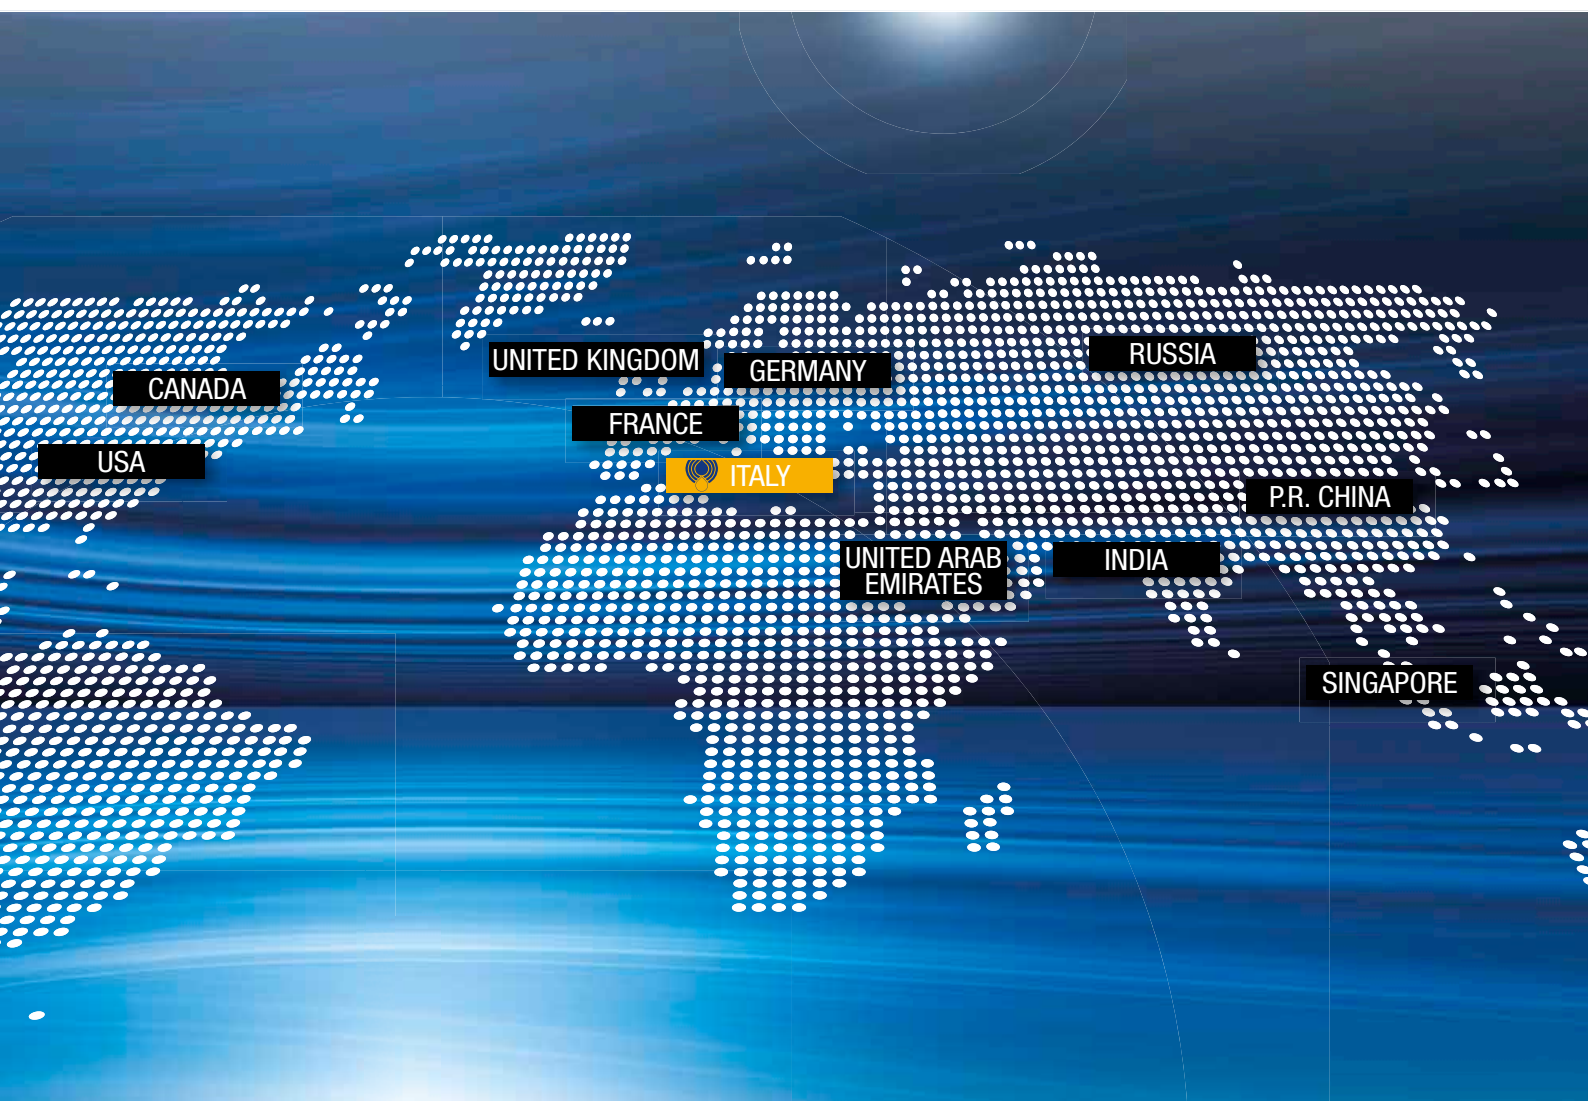 UNITED KINGDOM
RUSSIA
GERMANY
CANADA
FRANCE
USA
ITALY
P.R. CHINA
UNITED ARAB
EMIRATES
INDIA
SINGAPORE